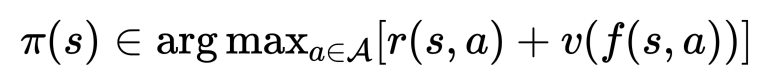 π(s) ∈ arg max_{a∈𝒜}[r(s, a) + v(f(s, a))]